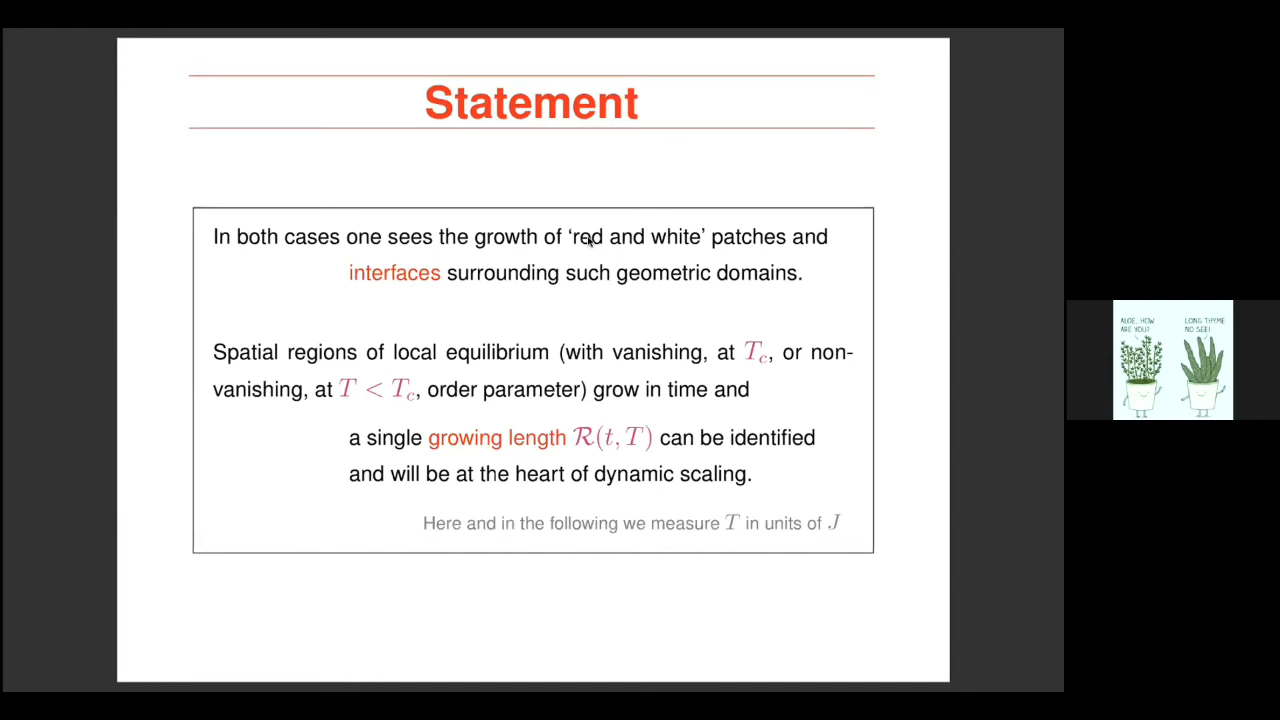 Statement
In both cases one sees the growth of ‘red and white’ patches and
interfaces surrounding such geometric domains.
Spatial regions of local equilibrium (with vanishing, at T_c, or non-
vanishing, at T < T_c, order parameter) grow in time and
a single growing length R(t, T) can be identified
and will be at the heart of dynamic scaling.
Here and in the following we measure T in units of J
ALOE, HOW
ARE YOU?
LONG THYME
NO SEE!